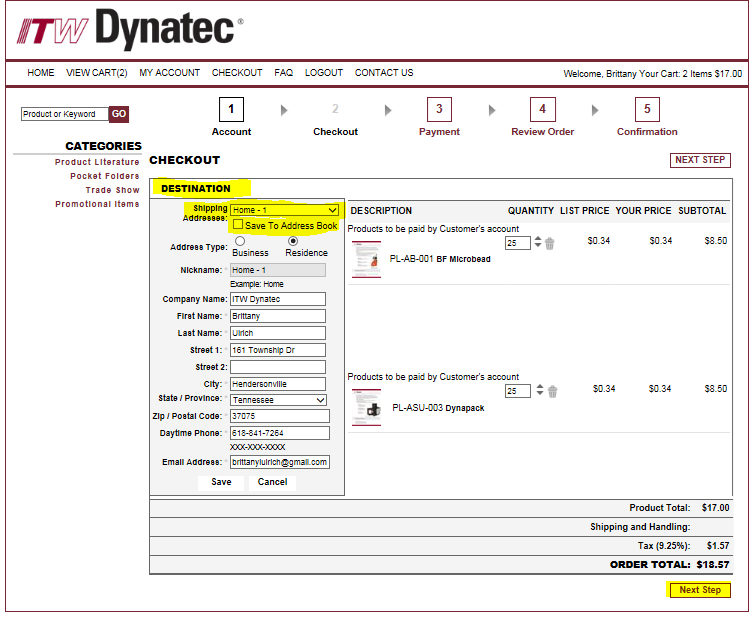 ITW Dynatec®
HOME VIEW CART(2) MY ACCOUNT CHECKOUT FAQ LOGOUT CONTACT US Welcome, Brittany Your Cart: 2 Items $17.00
Product or Keyword GO
1 2 3 4 5
Account Checkout Payment Review Order Confirmation
CATEGORIES
Product Literature
Pocket Folders
Trade Show
Promotional Items
CHECKOUT NEXT STEP
DESTINATION
Shipping Addresses: Home - 1
Save To Address Book
Address Type: Business Residence
Nickname: * Home - 1
Example: Home
Company Name: ITW Dynatec
First Name: * Brittany
Last Name: * Ulrich
Street 1: * 161 Township Dr
Street 2:
City: * Hendersonville
State / Province: * Tennessee
Zip / Postal Code: * 37075
Daytime Phone: * 618-841-7264
XXX-XXX-XXXX
Email Address: * brittanylulrich@gmail.com
Save Cancel
DESCRIPTION QUANTITY LIST PRICE YOUR PRICE SUBTOTAL
Products to be paid by Customer's account
PL-AB-001 BF Microbead 25 $0.34 $0.34 $8.50
Products to be paid by Customer's account
PL-ASU-003 Dynapack 25 $0.34 $0.34 $8.50
Product Total: $17.00
Shipping and Handling:
Tax (9.25%): $1.57
ORDER TOTAL: $18.57
Next Step